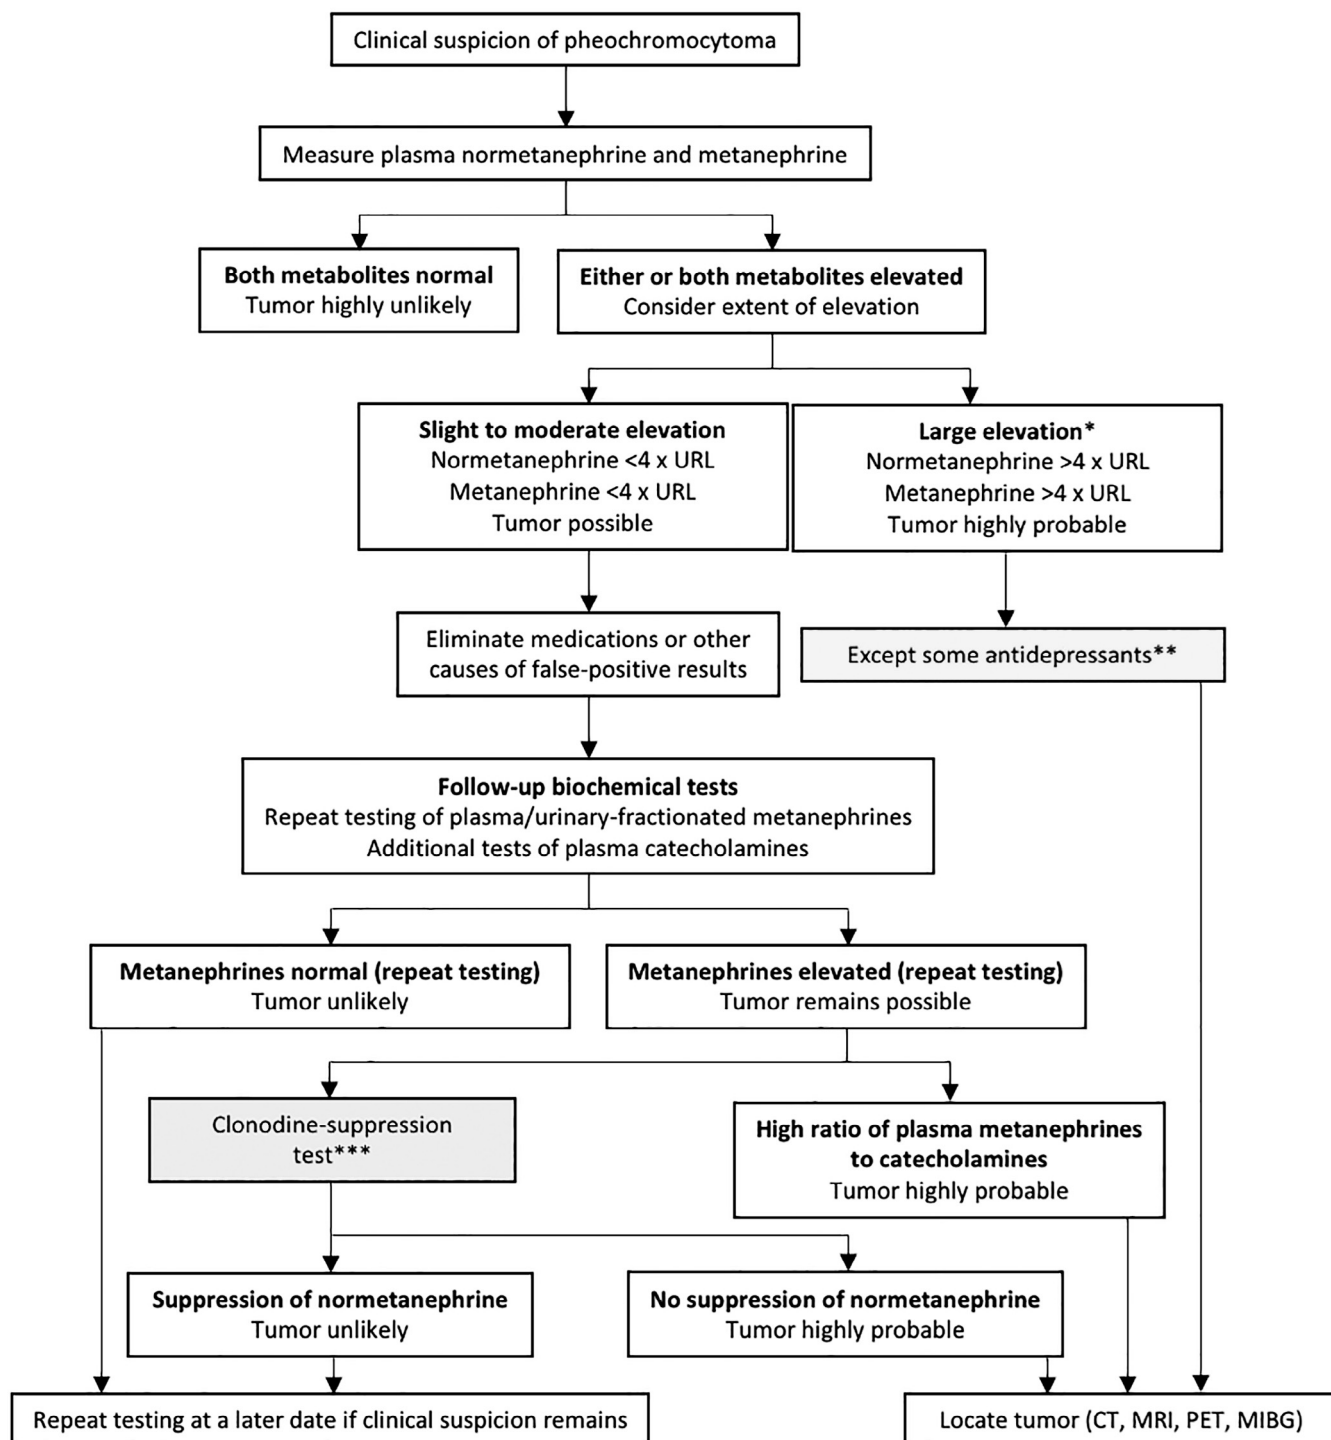 Clinical suspicion of pheochromocytoma
Measure plasma normetanephrine and metanephrine
Both metabolites normal
Tumor highly unlikely
Either or both metabolites elevated
Consider extent of elevation
Slight to moderate elevation
Normetanephrine <4 x URL
Metanephrine <4 x URL
Tumor possible
Large elevation*
Normetanephrine >4 x URL
Metanephrine >4 x URL
Tumor highly probable
Eliminate medications or other
causes of false-positive results
Except some antidepressants**
Follow-up biochemical tests
Repeat testing of plasma/urinary-fractionated metanephrines
Additional tests of plasma catecholamines
Metanephrines normal (repeat testing)
Tumor unlikely
Metanephrines elevated (repeat testing)
Tumor remains possible
Clonodine-suppression
test***
High ratio of plasma metanephrines
to catecholamines
Tumor highly probable
Suppression of normetanephrine
Tumor unlikely
No suppression of normetanephrine
Tumor highly probable
Repeat testing at a later date if clinical suspicion remains
Locate tumor (CT, MRI, PET, MIBG)